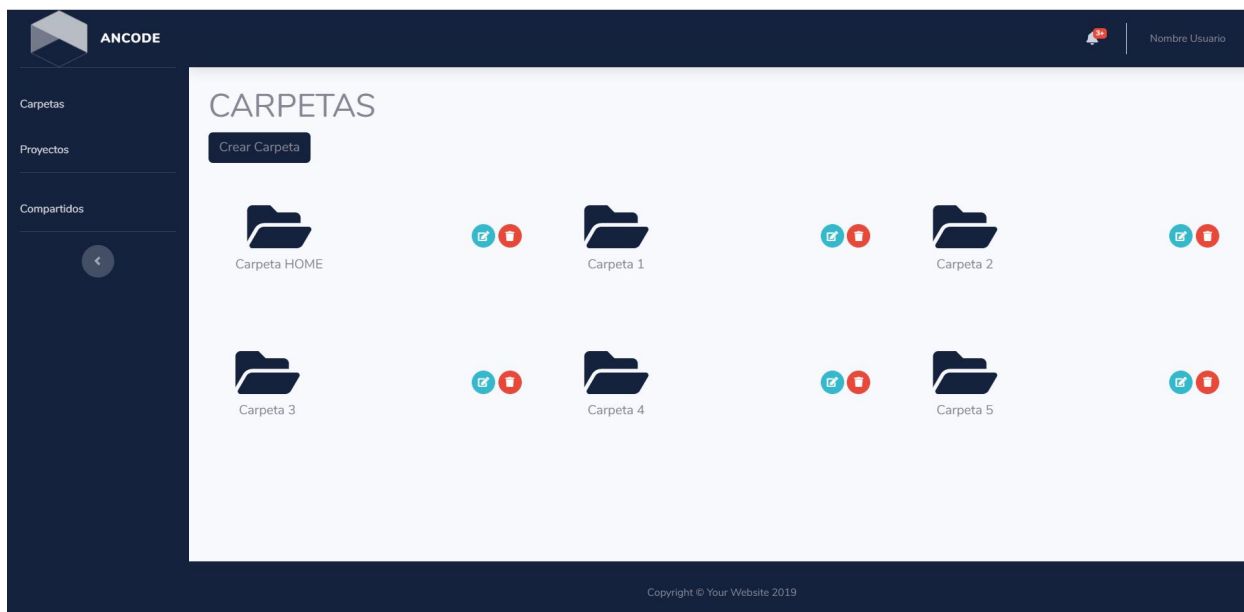 ANCODE
3+
Nombre Usuario
Carpetas
Proyectos
Compartidos
CARPETAS
Crear Carpeta
Carpeta HOME
Carpeta 1
Carpeta 2
Carpeta 3
Carpeta 4
Carpeta 5
Copyright © Your Website 2019